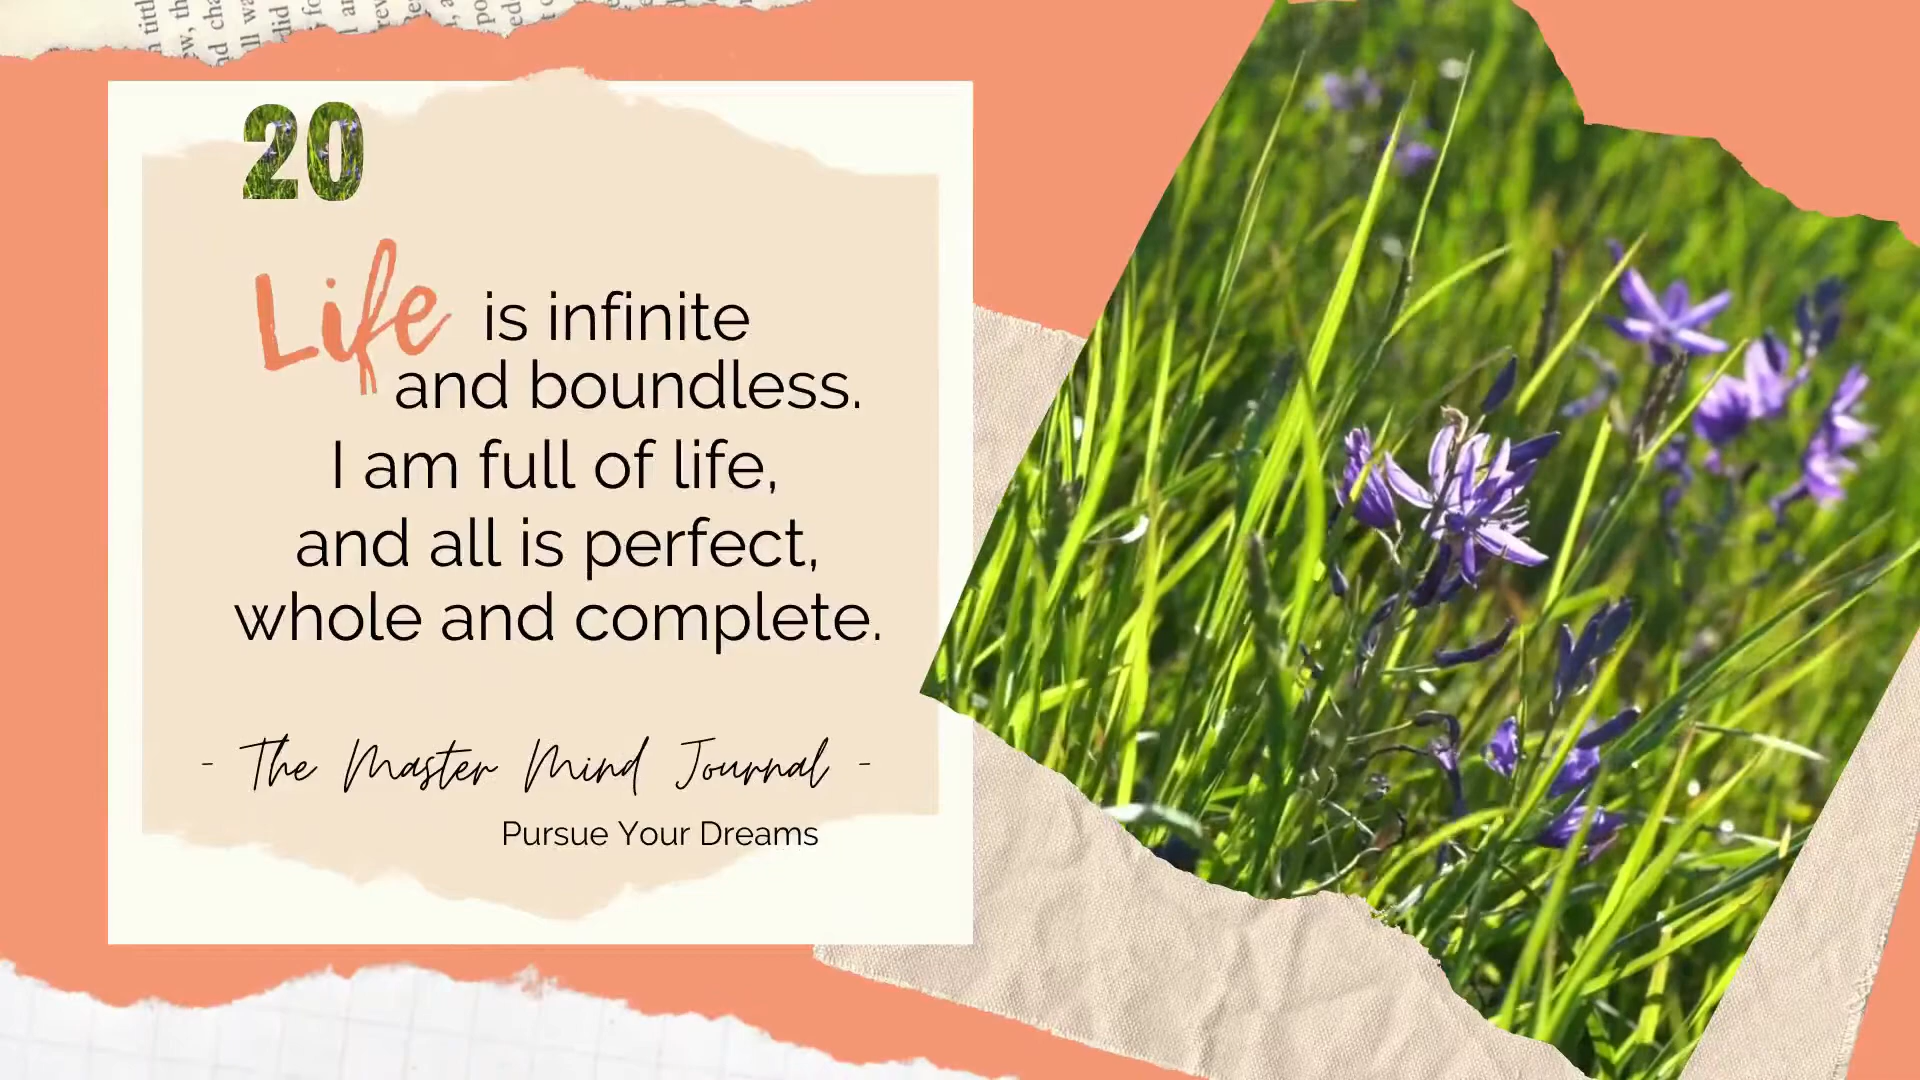 20
Life is infinite
and boundless.
I am full of life,
and all is perfect,
whole and complete.
- The Master Mind Journal -
Pursue Your Dreams